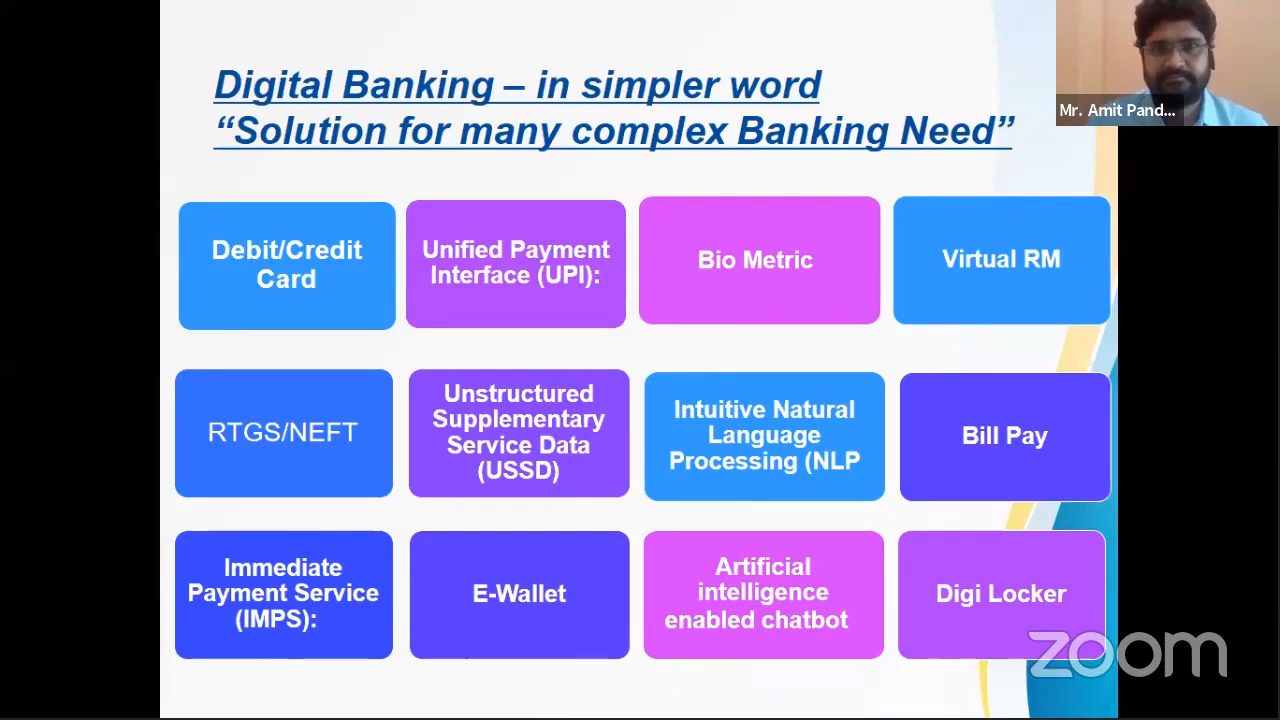 Digital Banking – in simpler word
“Solution for many complex Banking Need”
Mr. Amit Pand...
Debit/Credit
Card
Unified Payment
Interface (UPI):
Bio Metric
Virtual RM
RTGS/NEFT
Unstructured
Supplementary
Service Data
(USSD)
Intuitive Natural
Language
Processing (NLP
Bill Pay
Immediate
Payment Service
(IMPS):
E-Wallet
Artificial
intelligence
enabled chatbot
Digi Locker
zoom